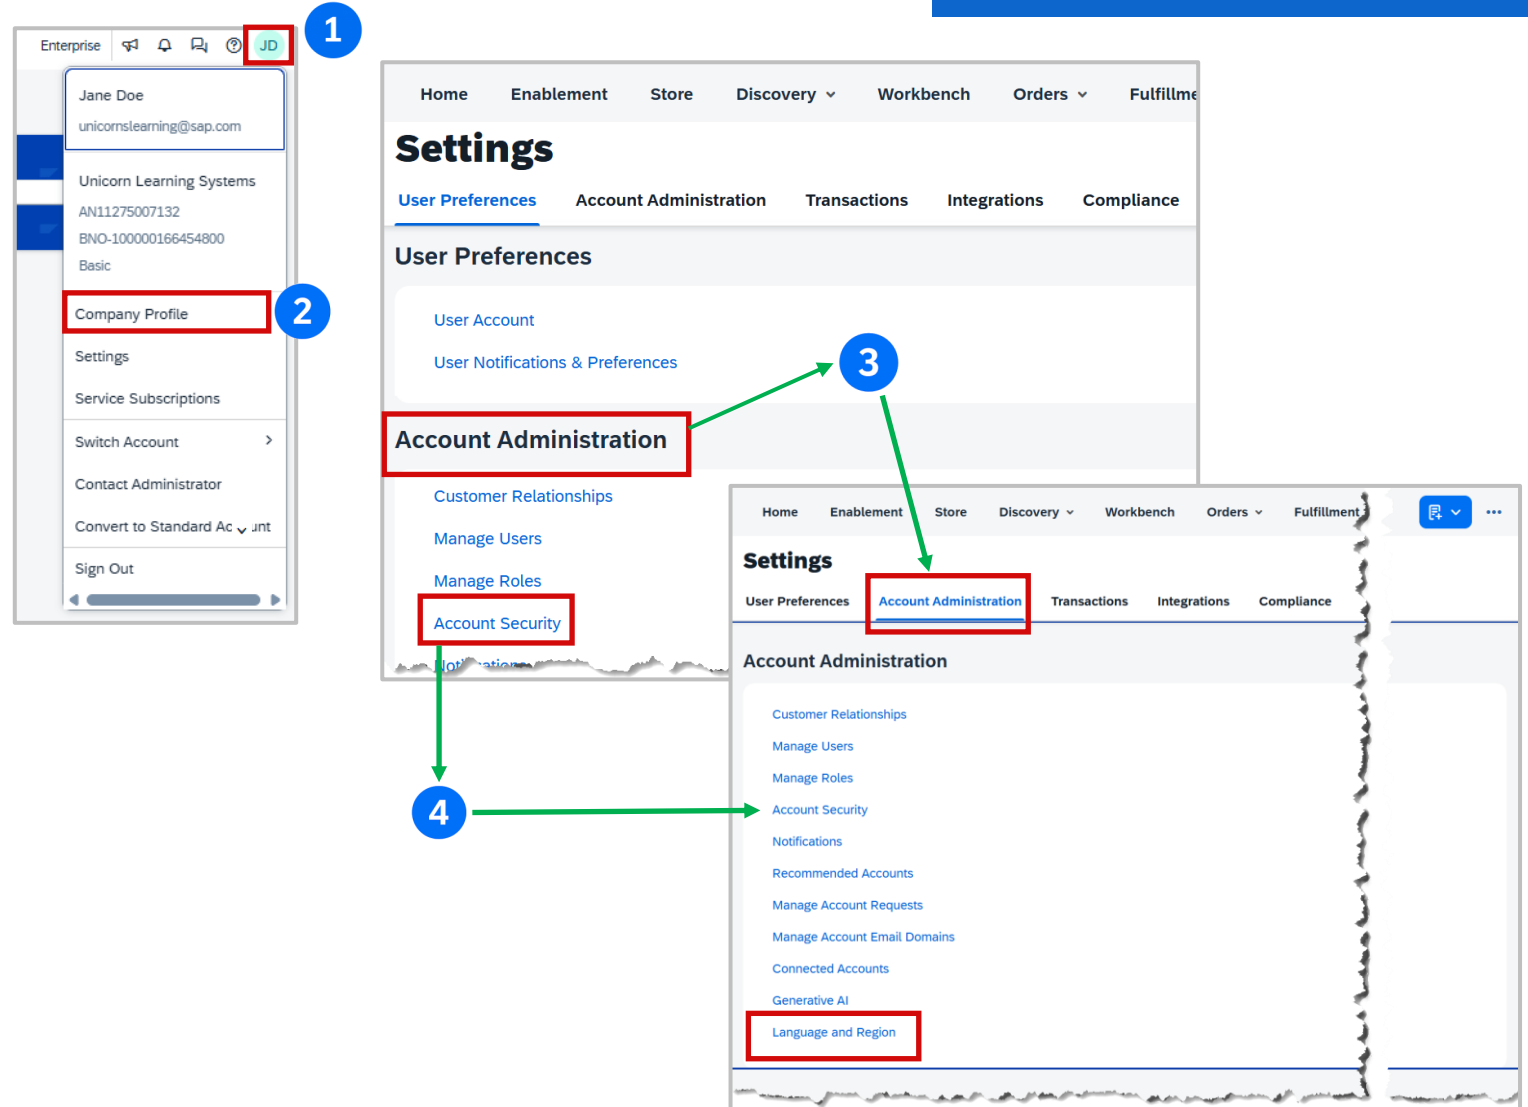 1
Enterprise
JD
Jane Doe
unicornslearning@sap.com
Unicorn Learning Systems
AN11275007132
BNO-100000166454800
Basic
Company Profile
2
Settings
Service Subscriptions
Switch Account
Contact Administrator
Convert to Standard
Sign Out
Home Enablement Store Discovery Workbench Orders
Settings
User Preferences Account Administration Transactions Integrations Compliance
User Preferences
User Account
User Notifications & Preferences
3
Account Administration
Customer Relationships
Manage Users
Manage Roles
Account Security
4
Home Enablement Store Discovery Workbench Orders Fulfillment
Settings
User Preferences Account Administration Transactions Integrations Compliance
Account Administration
Customer Relationships
Manage Users
Manage Roles
Account Security
Notifications
Recommended Accounts
Manage Account Requests
Manage Account Email Domains
Connected Accounts
Generative AI
Language and Region